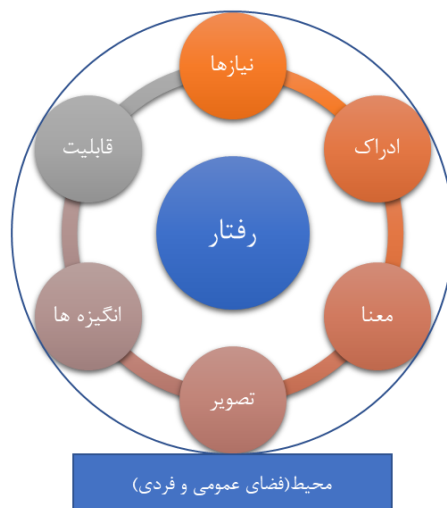 نیازها
ادراک
معنا
تصویر
انگیزه ها
قابلیت
رفتار
محیط(فضای عمومی و فردی)